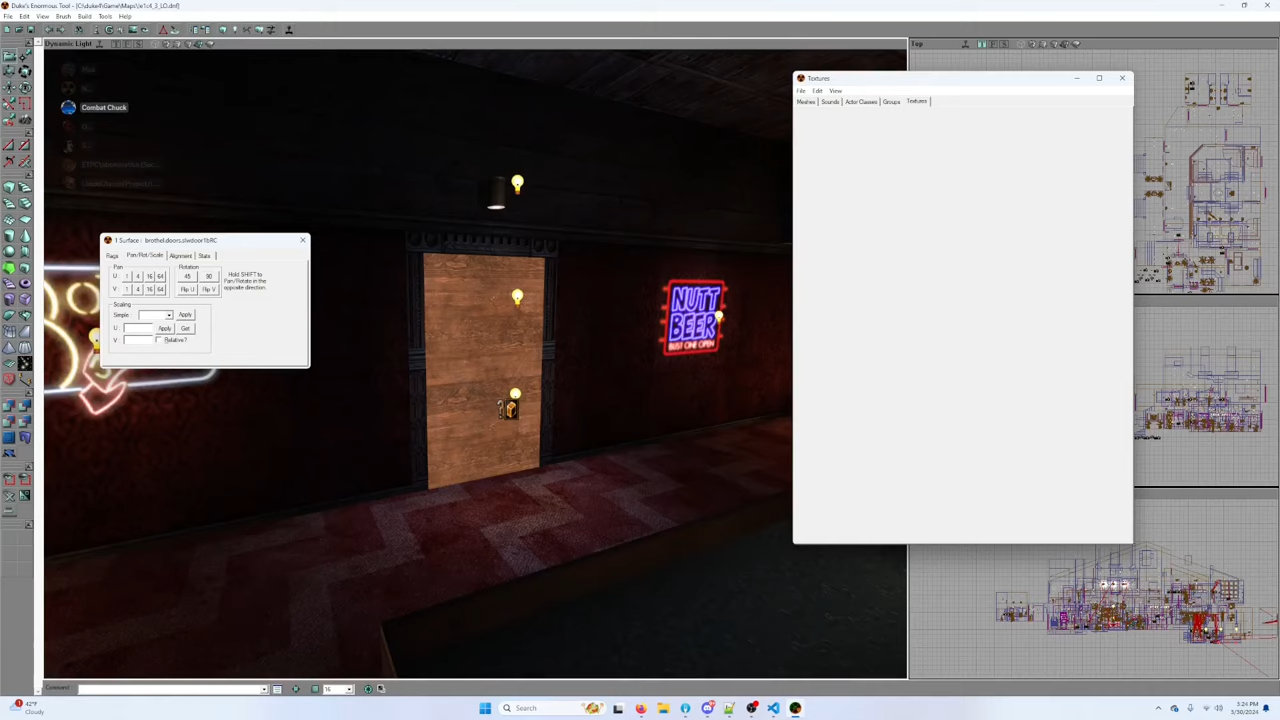 Duke's Enormous Tool - [C:\duke4\Game\Maps\!e1c4_3_LO.dnf]
File Edit View Brush Build Tools Help
Dynamic Light
Top
Combat Chuck
Textures
File Edit View
Meshes Sounds Actor Classes Groups Textures
1 Surface : brothel.doors.slwdoor1bRC
Flags Pan/Rot/Scale Alignment Stats
Pan
U: 1 4 16 64
V: 1 4 16 64
Rotation
45 90
Flip U Flip V
Hold SHIFT to
Pan/Rotate in the
opposite direction.
Scaling
Simple: Apply
U Apply Get
V Relative?
NUTT
BEER
BUST ONE OPEN
Command :
16
42°F
Cloudy
Search
3:24 PM
3/30/2024